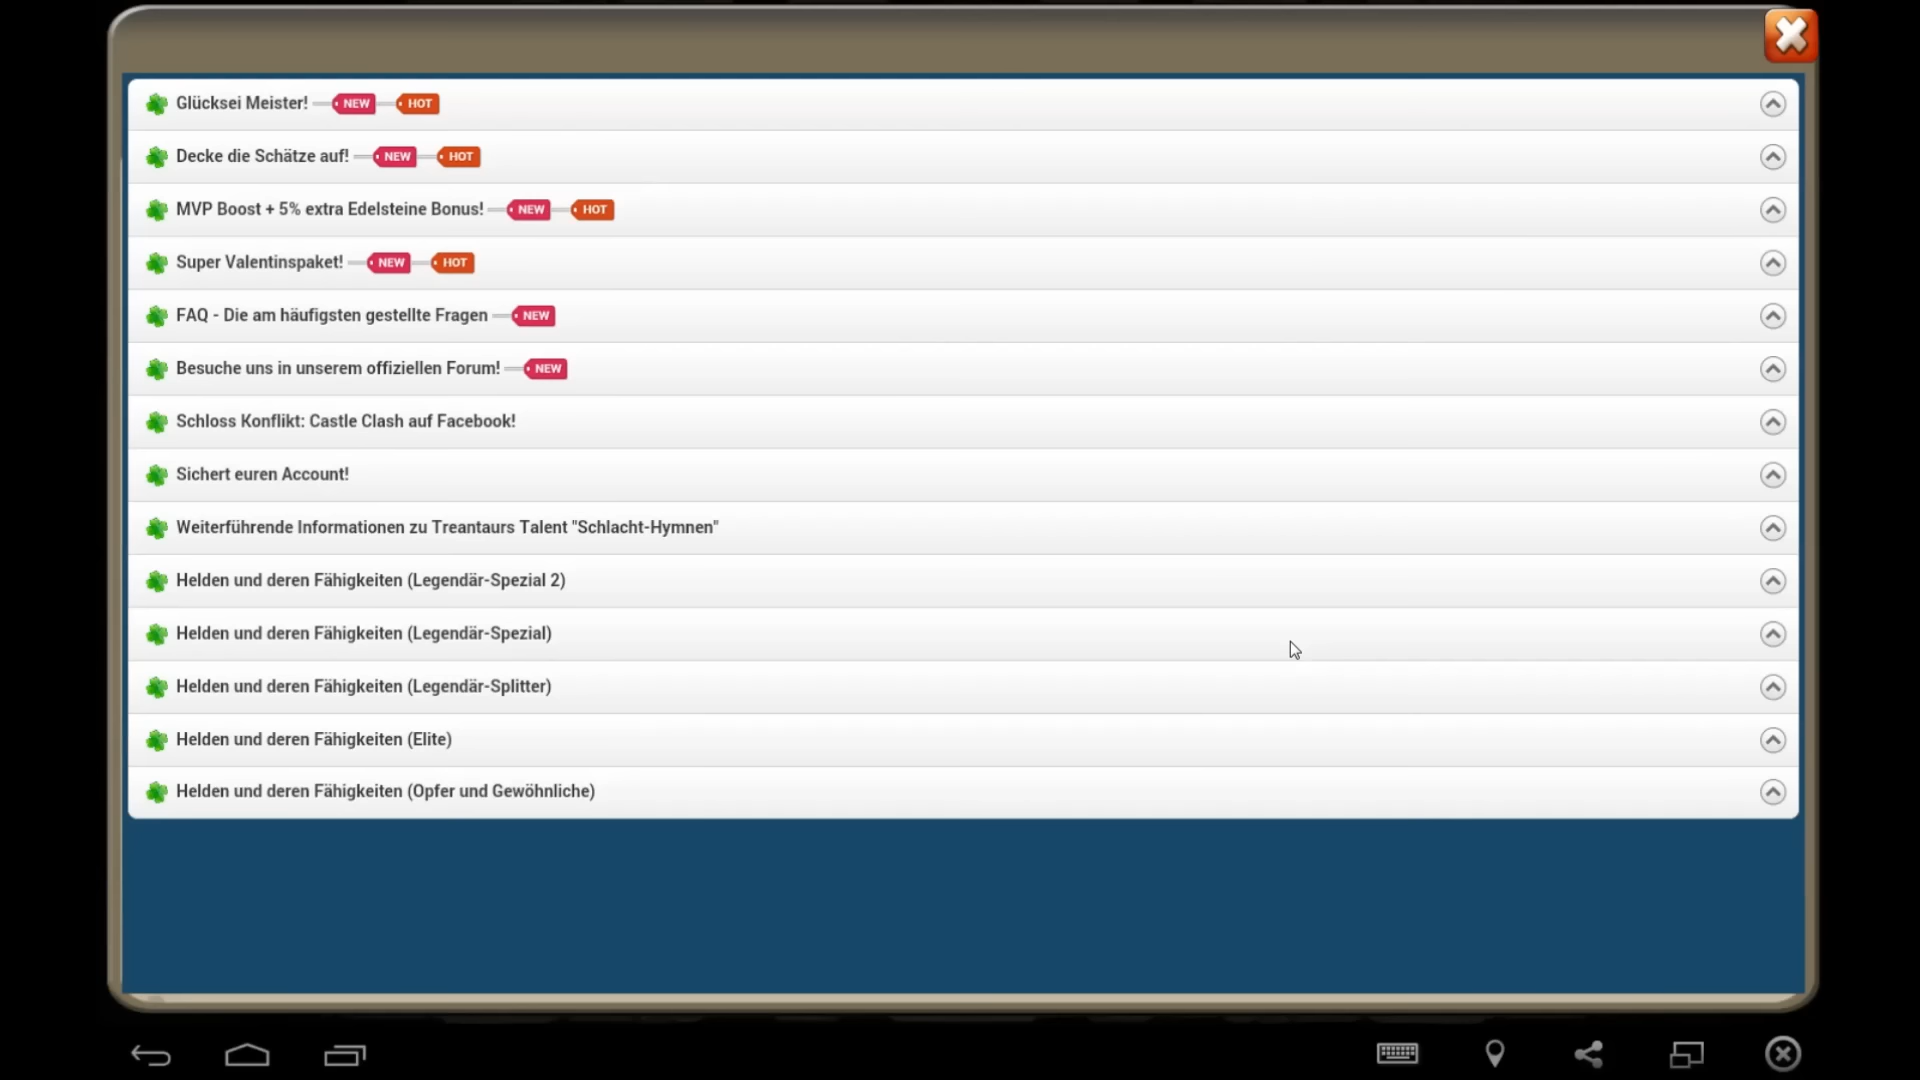 Glücksei Meister! NEW HOT
Decke die Schätze auf! NEW HOT
MVP Boost + 5% extra Edelsteine Bonus! NEW HOT
Super Valentinspaket! NEW HOT
FAQ - Die am häufigsten gestellte Fragen NEW
Besuche uns in unserem offiziellen Forum! NEW
Schloss Konflikt: Castle Clash auf Facebook!
Sichert euren Account!
Weiterführende Informationen zu Treantaurs Talent "Schlacht-Hymnen"
Helden und deren Fähigkeiten (Legendär-Spezial 2)
Helden und deren Fähigkeiten (Legendär-Spezial)
Helden und deren Fähigkeiten (Legendär-Splitter)
Helden und deren Fähigkeiten (Elite)
Helden und deren Fähigkeiten (Opfer und Gewöhnliche)